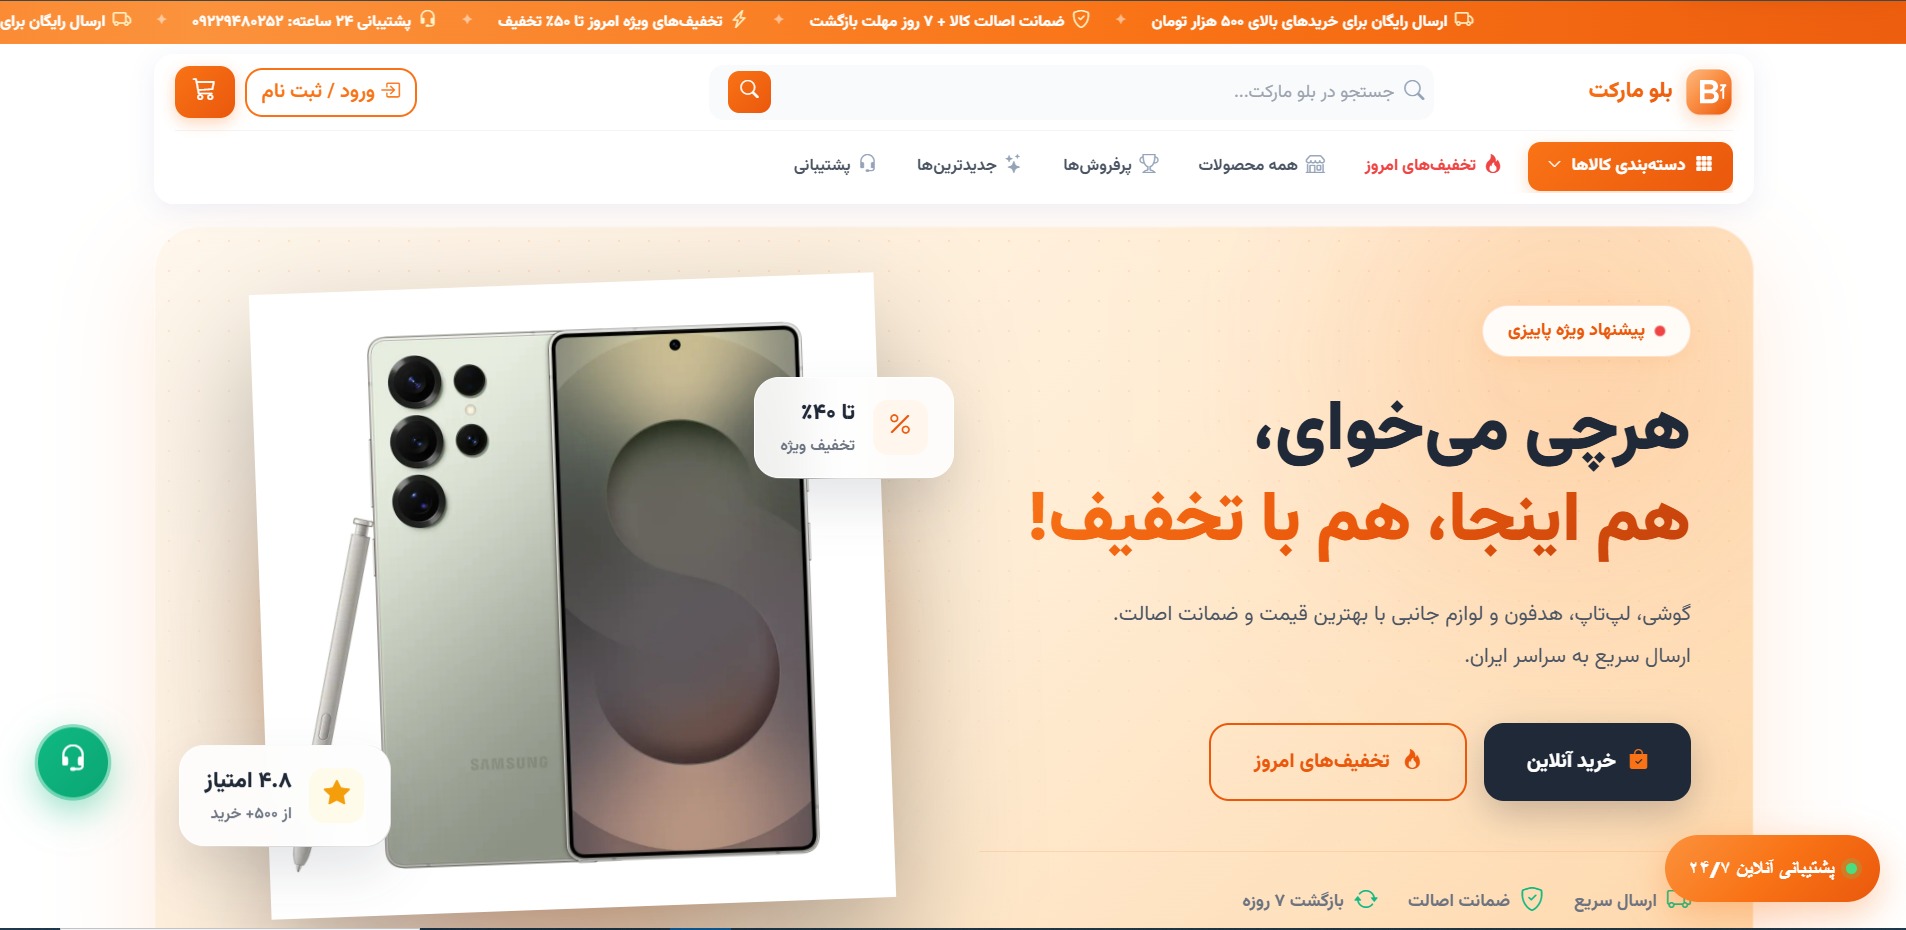 ارسال رایگان برای خریدهای بالای ۵۰۰ هزار تومان ✦ ضمانت اصالت کالا + ۷ روز مهلت بازگشت ✦ تخفیف‌های ویژه امروز تا ۵۰٪ تخفیف ✦ پشتیبانی ۲۴ ساعته: ۰۹۲۲۹۴۸۰۲۵۲ ✦ ارسال رایگان برای
بلو مارکت
جستجو در بلو مارکت...
ورود / ثبت نام
دسته‌بندی کالاها
تخفیف‌های امروز
همه محصولات
پرفروش‌ها
جدیدترین‌ها
پشتیبانی
پیشنهاد ویژه پاییزی
هرچی می‌خوای،
هم اینجا، هم با تخفیف!
گوشی، لپ‌تاپ، هدفون و لوازم جانبی با بهترین قیمت و ضمانت اصالت.
ارسال سریع به سراسر ایران.
خرید آنلاین
تخفیف‌های امروز
ارسال سریع
ضمانت اصالت
بازگشت ۷ روزه
تا ۴۰٪
تخفیف ویژه
SAMSUNG
۴.۸ امتیاز
از ۵۰۰+ خرید
پشتیبانی آنلاین ۲۴/۷